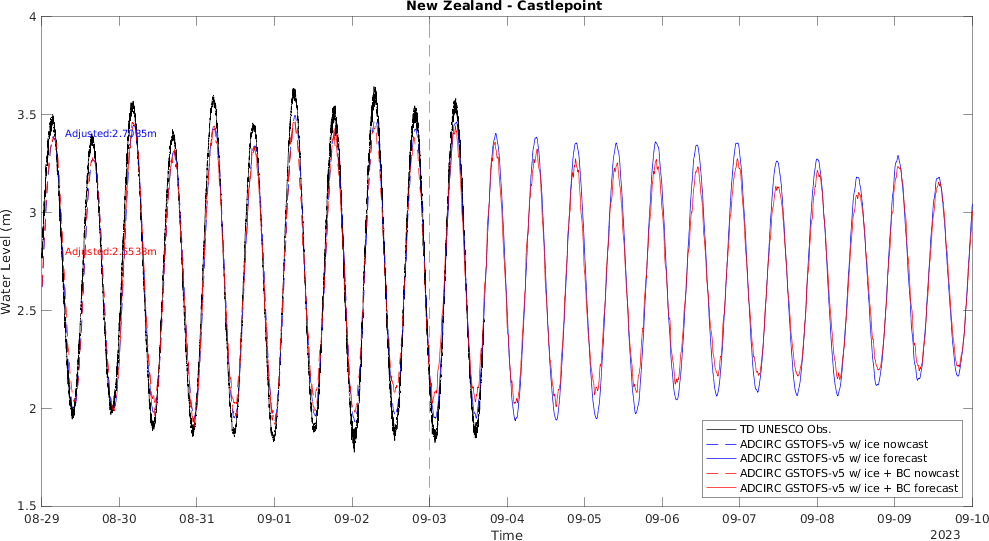 New Zealand - Castlepoint
4
3.5
3
2.5
2
1.5
Water Level (m)
Adjusted:2.7085m
Adjusted:2.6538m
08-29 08-30 08-31 09-01 09-02 09-03 09-04 09-05 09-06 09-07 09-08 09-09 09-10
Time
2023
TD UNESCO Obs.
ADCIRC GSTOFS-v5 w/ ice nowcast
ADCIRC GSTOFS-v5 w/ ice forecast
ADCIRC GSTOFS-v5 w/ ice + BC nowcast
ADCIRC GSTOFS-v5 w/ ice + BC forecast